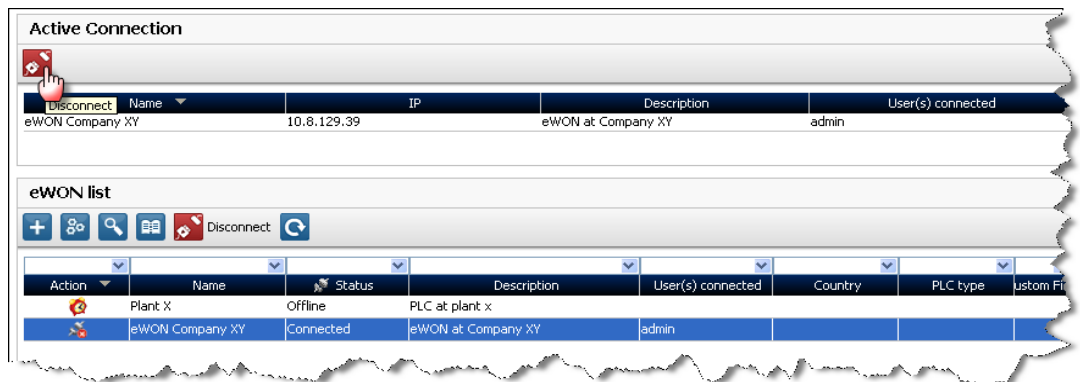 Active Connection
Disconnect Name IP Description User(s) connected
eWON Company XY 10.8.129.39 eWON at Company XY admin
eWON list
Disconnect
Action Name Status Description User(s) connected Country PLC type ustom Fi
Plant X Offline PLC at plant x
eWON Company XY Connected eWON at Company XY admin